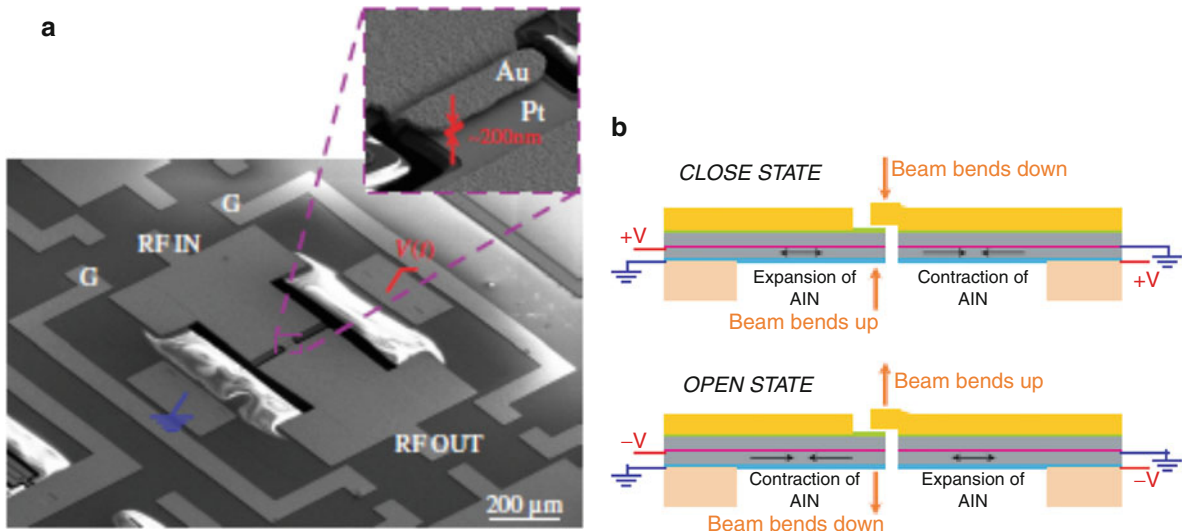 a
Au
Pt
~200nm
G
RF IN
V(t)
G
RF OUT
200 μm
b
CLOSE STATE
Beam bends down
+V
Expansion of
AlN
Contraction of
AlN
+V
Beam bends up
OPEN STATE
Beam bends up
−V
Contraction of
AlN
Expansion of
AlN
−V
Beam bends down